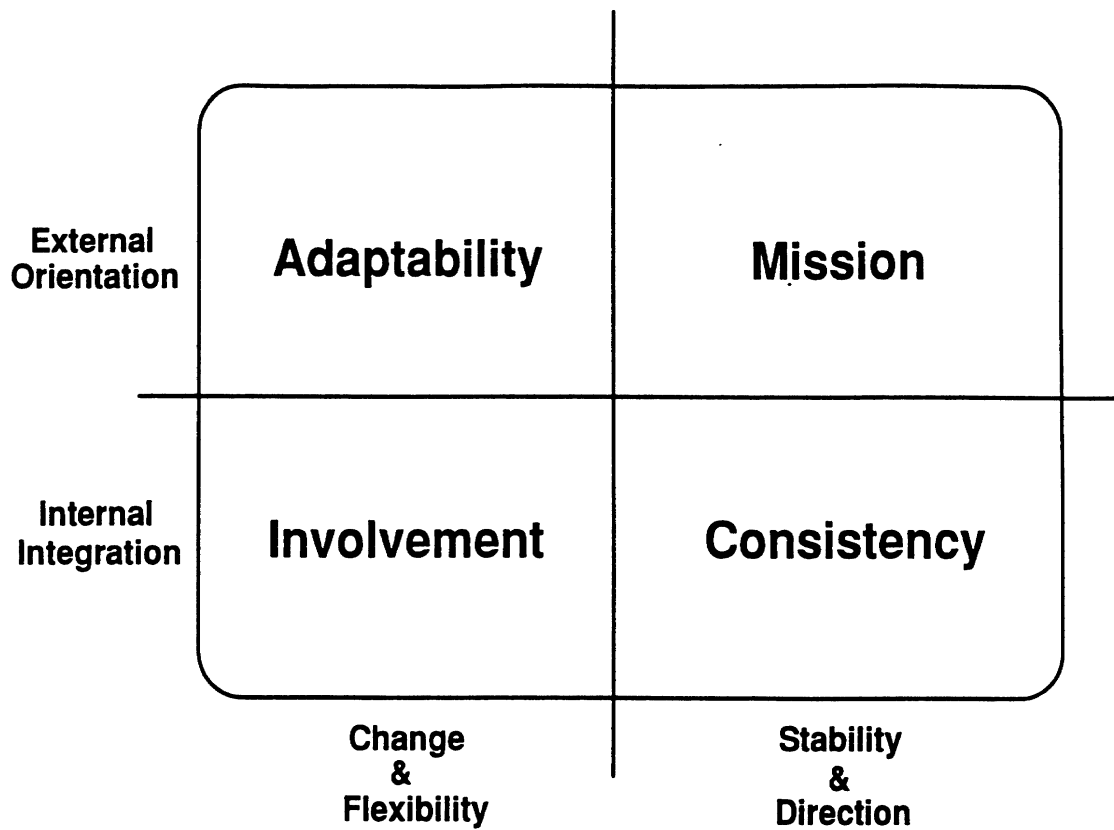 External
Orientation
Adaptability
Mission
Internal
Integration
Involvement
Consistency
Change
&
Flexibility
Stability
&
Direction